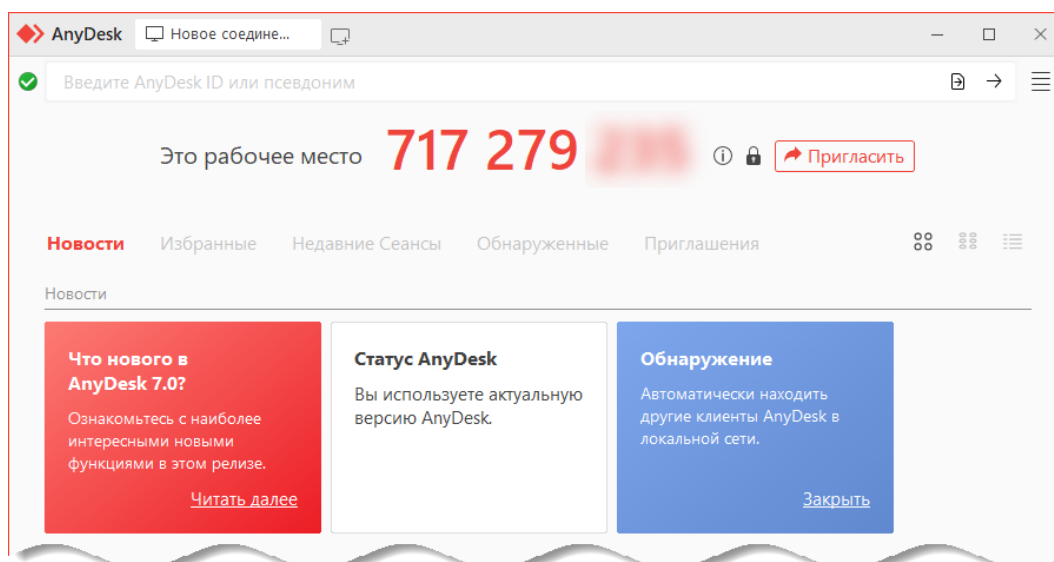 AnyDesk Новое соедине...
Введите AnyDesk ID или псевдоним
Это рабочее место 717 279 Пригласить
Новости Избранные Недавние Сеансы Обнаруженные Приглашения
Новости
Что нового в
AnyDesk 7.0?
Ознакомьтесь с наиболее
интересными новыми
функциями в этом релизе.
Читать далее
Статус AnyDesk
Вы используете актуальную
версию AnyDesk.
Обнаружение
Автоматически находить
другие клиенты AnyDesk в
локальной сети.
Закрыть